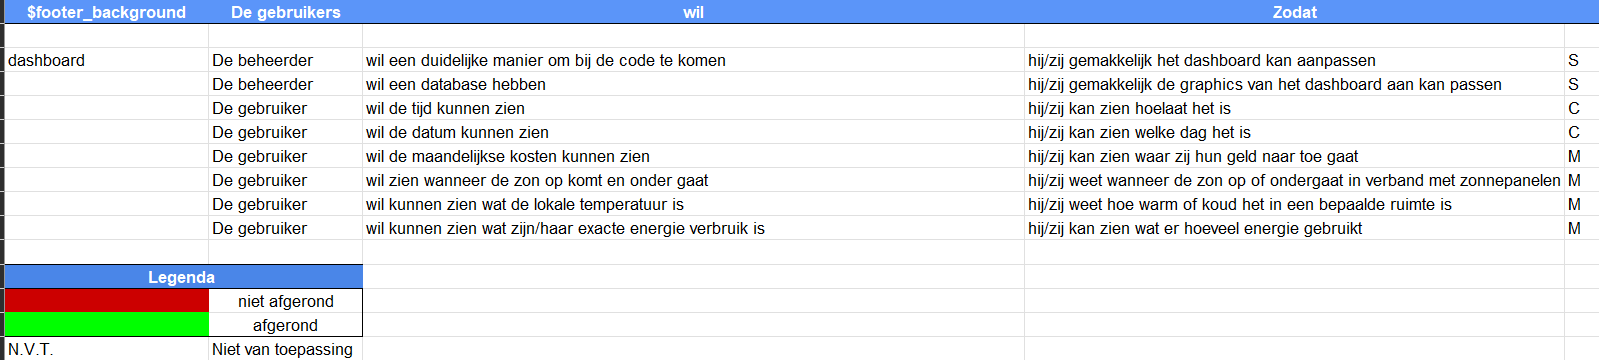 $footer_background De gebruikers wil Zodat
dashboard De beheerder wil een duidelijke manier om bij de code te komen hij/zij gemakkelijk het dashboard kan aanpassen S
De beheerder wil een database hebben hij/zij gemakkelijk de graphics van het dashboard aan kan passen S
De gebruiker wil de tijd kunnen zien hij/zij kan zien hoelaat het is C
De gebruiker wil de datum kunnen zien hij/zij kan zien welke dag het is C
De gebruiker wil de maandelijkse kosten kunnen zien hij/zij kan zien waar zij hun geld naar toe gaat M
De gebruiker wil zien wanneer de zon op komt en onder gaat hij/zij weet wanneer de zon op of ondergaat in verband met zonnepanelen M
De gebruiker wil kunnen zien wat de lokale temperatuur is hij/zij weet hoe warm of koud het in een bepaalde ruimte is M
De gebruiker wil kunnen zien wat zijn/haar exacte energie verbruik is hij/zij kan zien wat er hoeveel energie gebruikt M
Legenda
niet afgerond
afgerond
N.V.T. Niet van toepassing